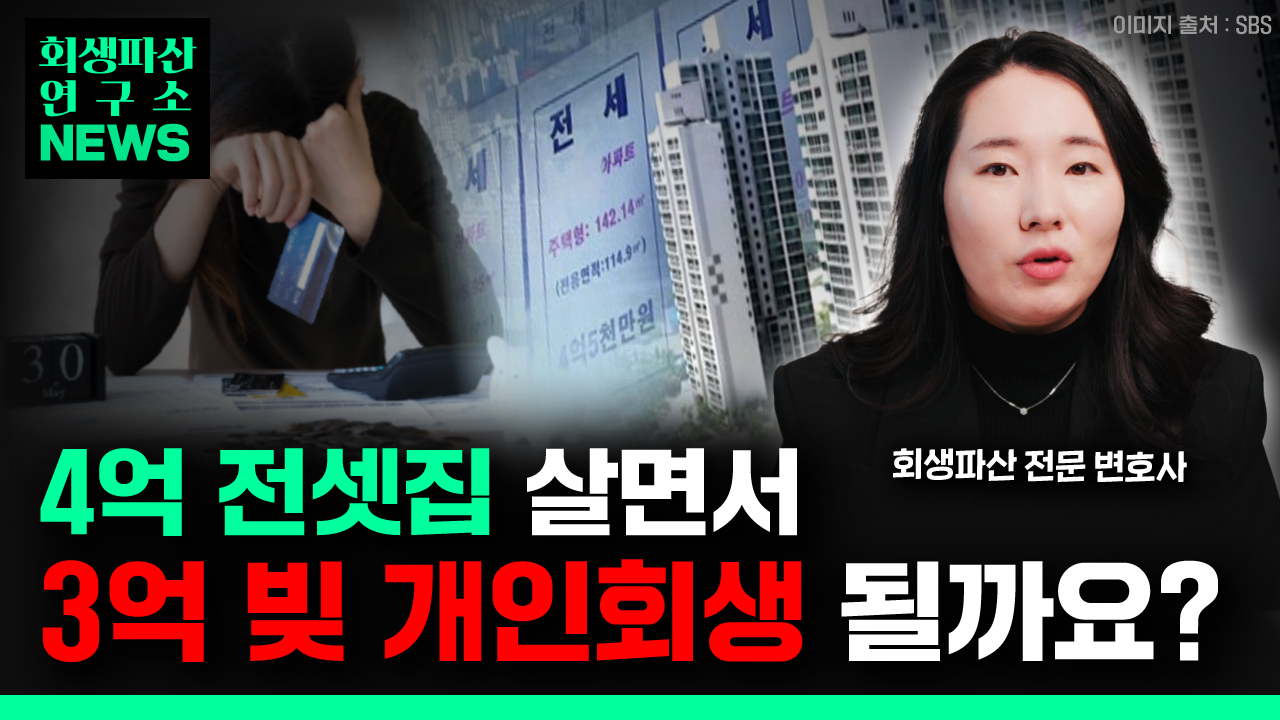 회생파산
연구소
NEWS
이미지 출처 : SBS
전세
아파트
주택형: 142.14㎡
(전용면적:114.9㎡)
4억5천만원
세
30
May
회생파산 전문 변호사
4억 전셋집 살면서
3억 빚 개인회생 될까요?